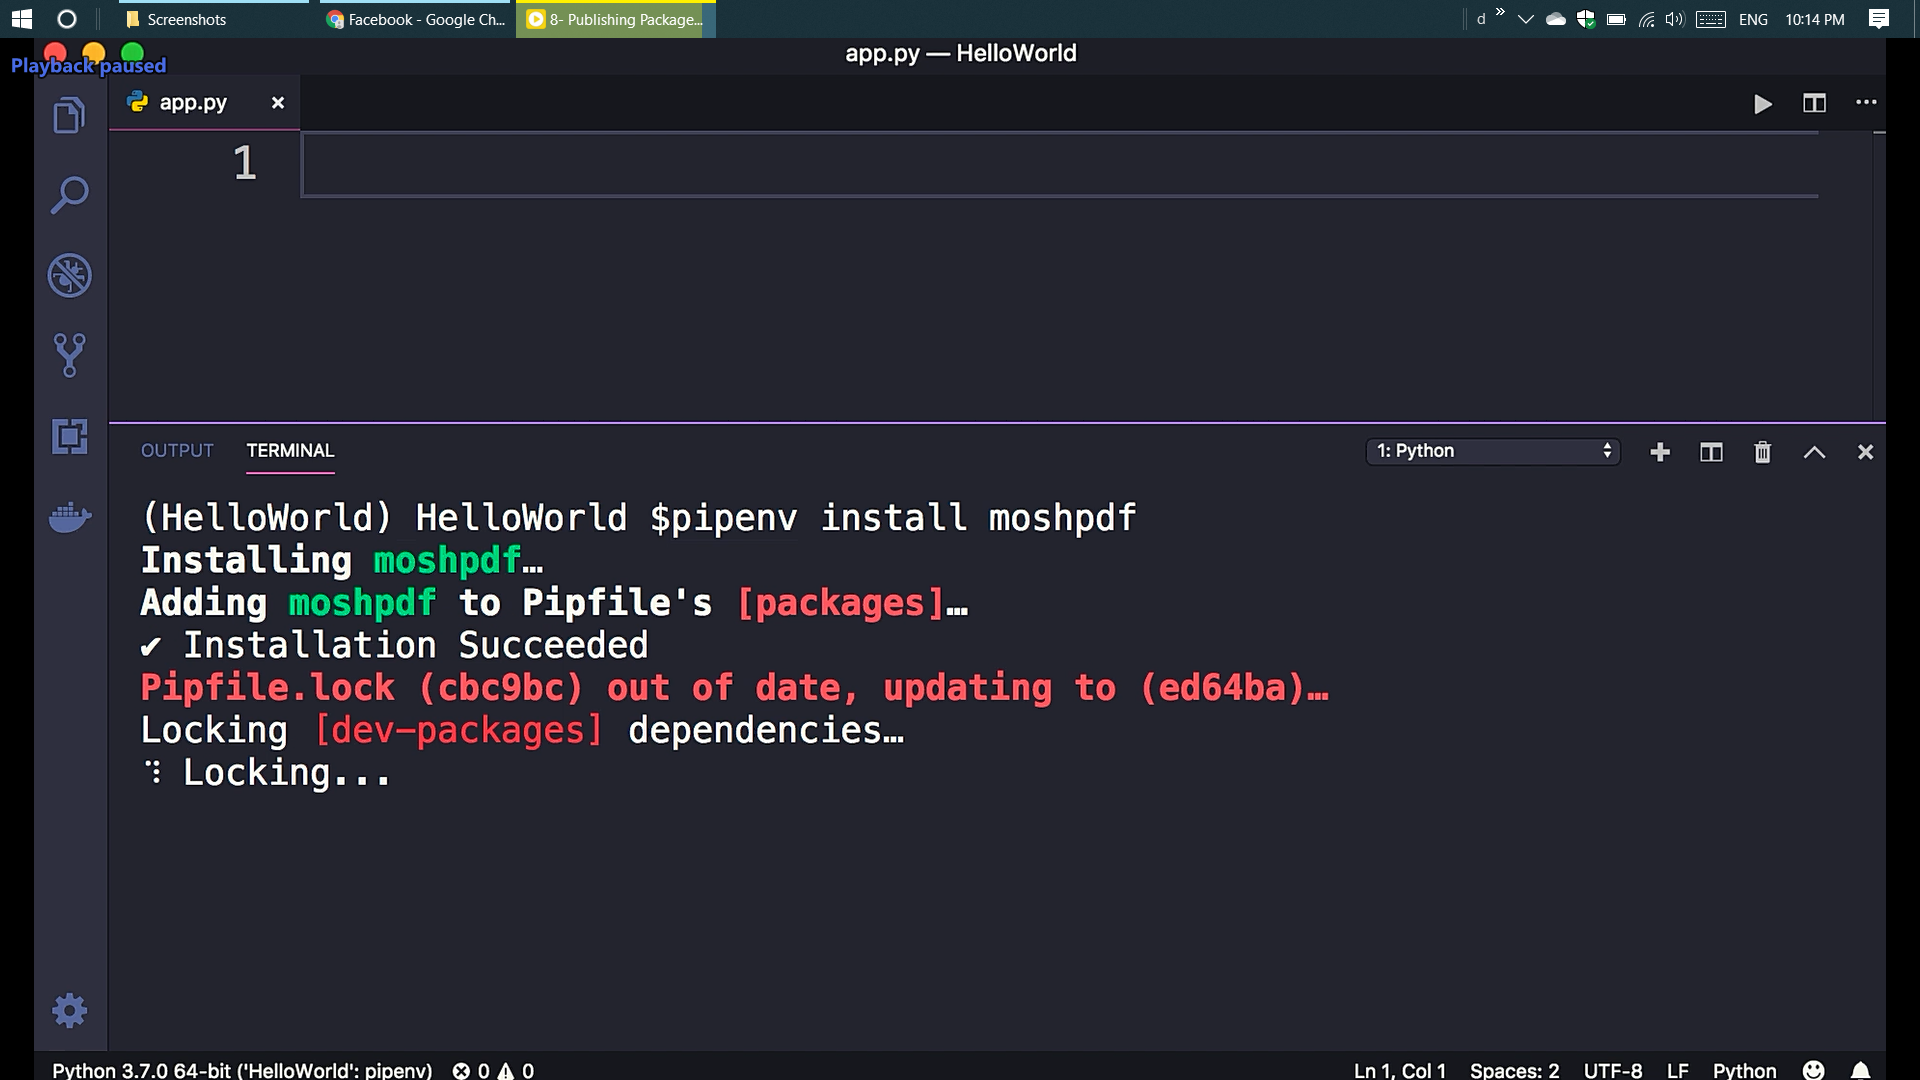 Screenshots
Facebook - Google Ch...
8- Publishing Package...
d
»
ENG
10:14 PM
app.py — HelloWorld
Playback paused
app.py ×
1
OUTPUT TERMINAL
1: Python
(HelloWorld) HelloWorld $pipenv install moshpdf
Installing moshpdf…
Adding moshpdf to Pipfile's [packages]…
✔ Installation Succeeded
Pipfile.lock (cbc9bc) out of date, updating to (ed64ba)…
Locking [dev-packages] dependencies…
⠹ Locking...
Python 3.7.0 64-bit ('HelloWorld': pipenv) 0 0
Ln 1, Col 1 Spaces: 2 UTF-8 LF Python